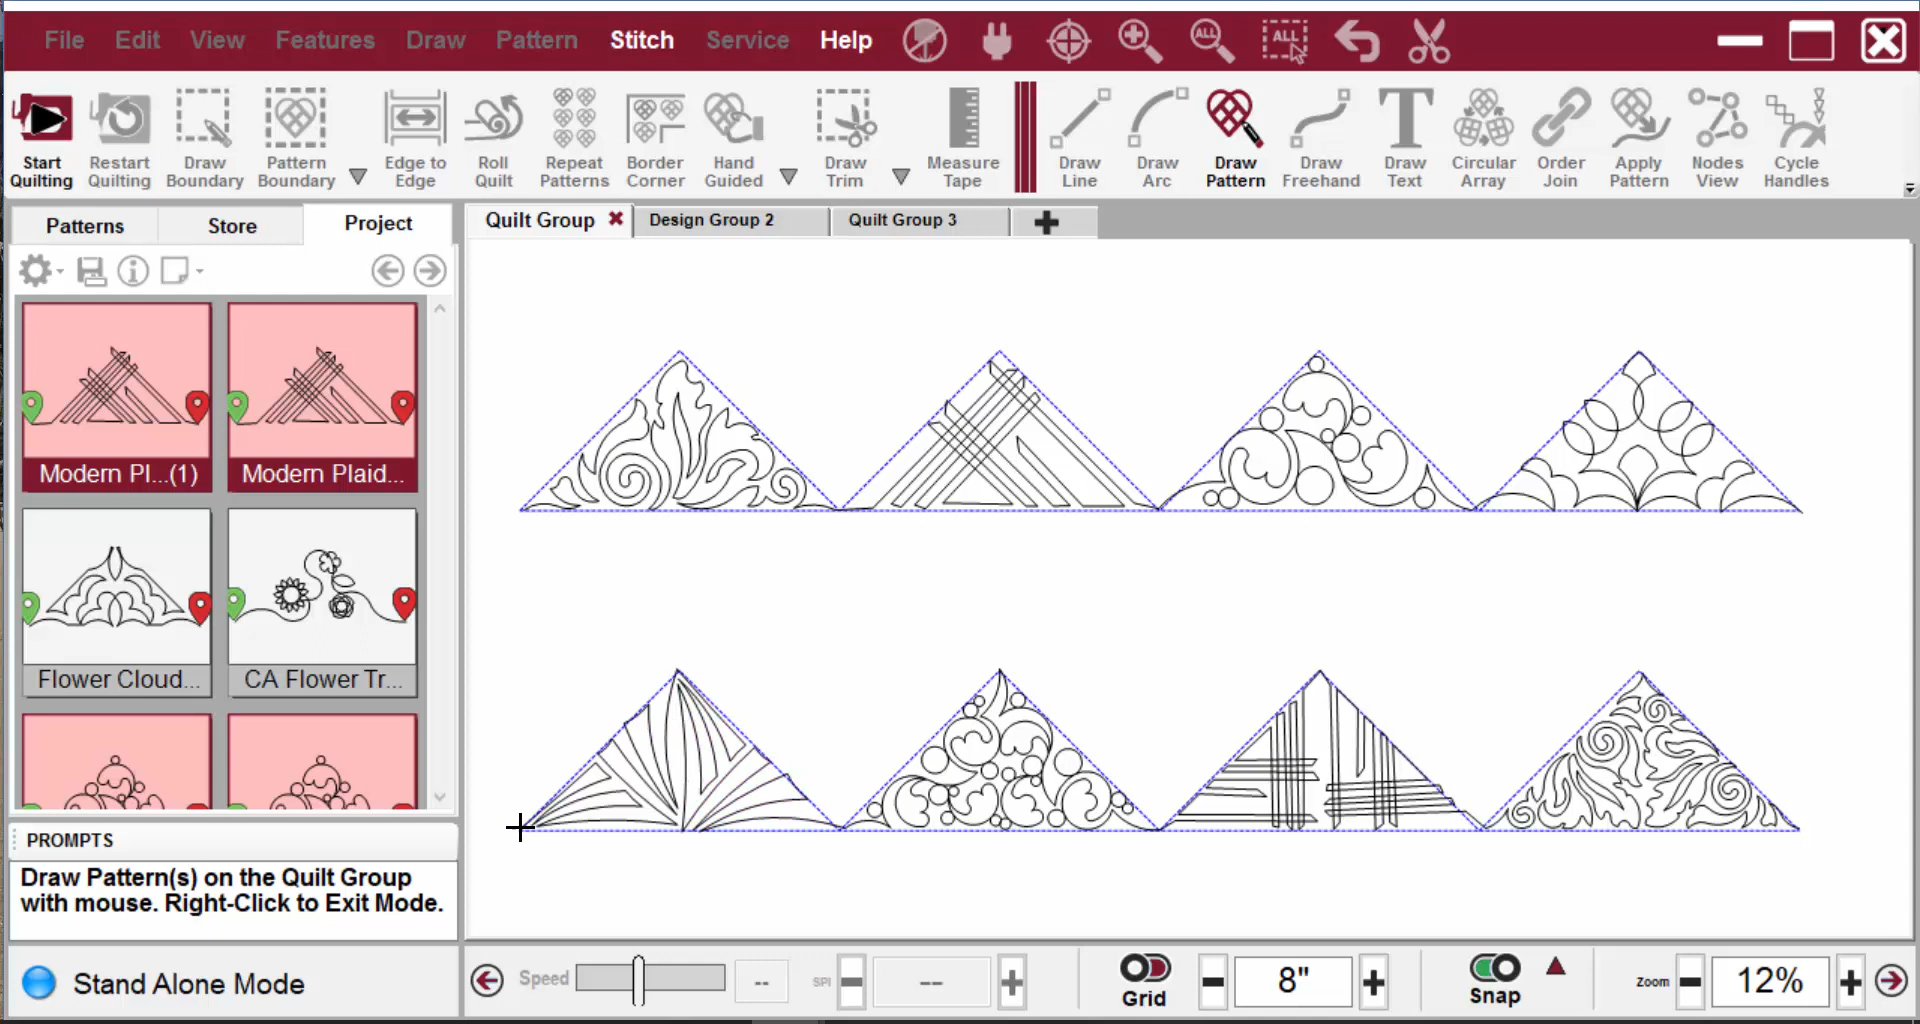 File Edit View Features Draw Pattern Stitch Service Help ALL ALL
Start Quilting
Restart Quilting
Draw Boundary
Pattern Boundary
Edge to Edge
Roll Quilt
Repeat Patterns
Border Corner
Hand Guided
Draw Trim
Measure Tape
Draw Line
Draw Arc
Draw Pattern
Draw Freehand
T
Draw Text
Circular Array
Order Join
Apply Pattern
Nodes View
Cycle Handles
Patterns Store Project
Quilt Group Design Group 2 Quilt Group 3
Modern Pl...(1) Modern Plaid...
Flower Cloud... CA Flower Tr...
PROMPTS
Draw Pattern(s) on the Quilt Group
with mouse. Right-Click to Exit Mode.
Stand Alone Mode
Speed -- SPI -- Grid 8" Snap Zoom 12%